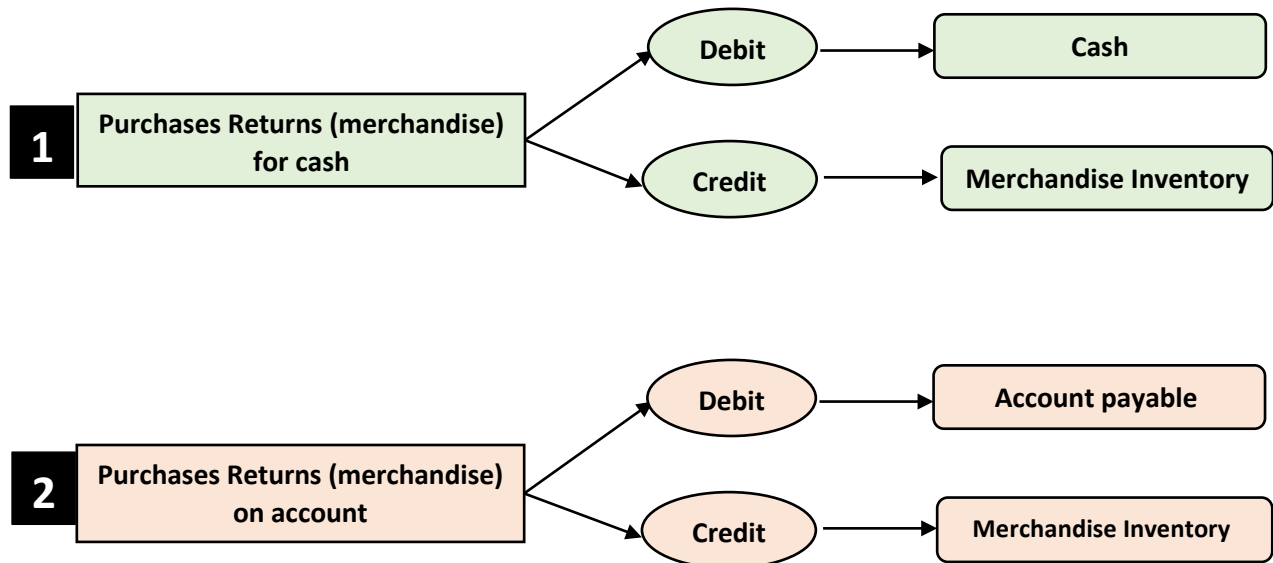 1
Purchases Returns (merchandise)
for cash
Debit
Cash
Credit
Merchandise Inventory
2
Purchases Returns (merchandise)
on account
Debit
Account payable
Credit
Merchandise Inventory